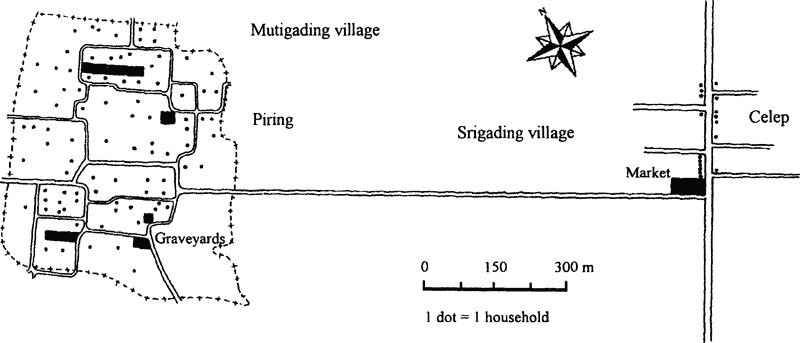 N
Mutigading village
Piring
Srigading village
Celep
Market
Graveyards
0 150 300 m
1 dot = 1 household